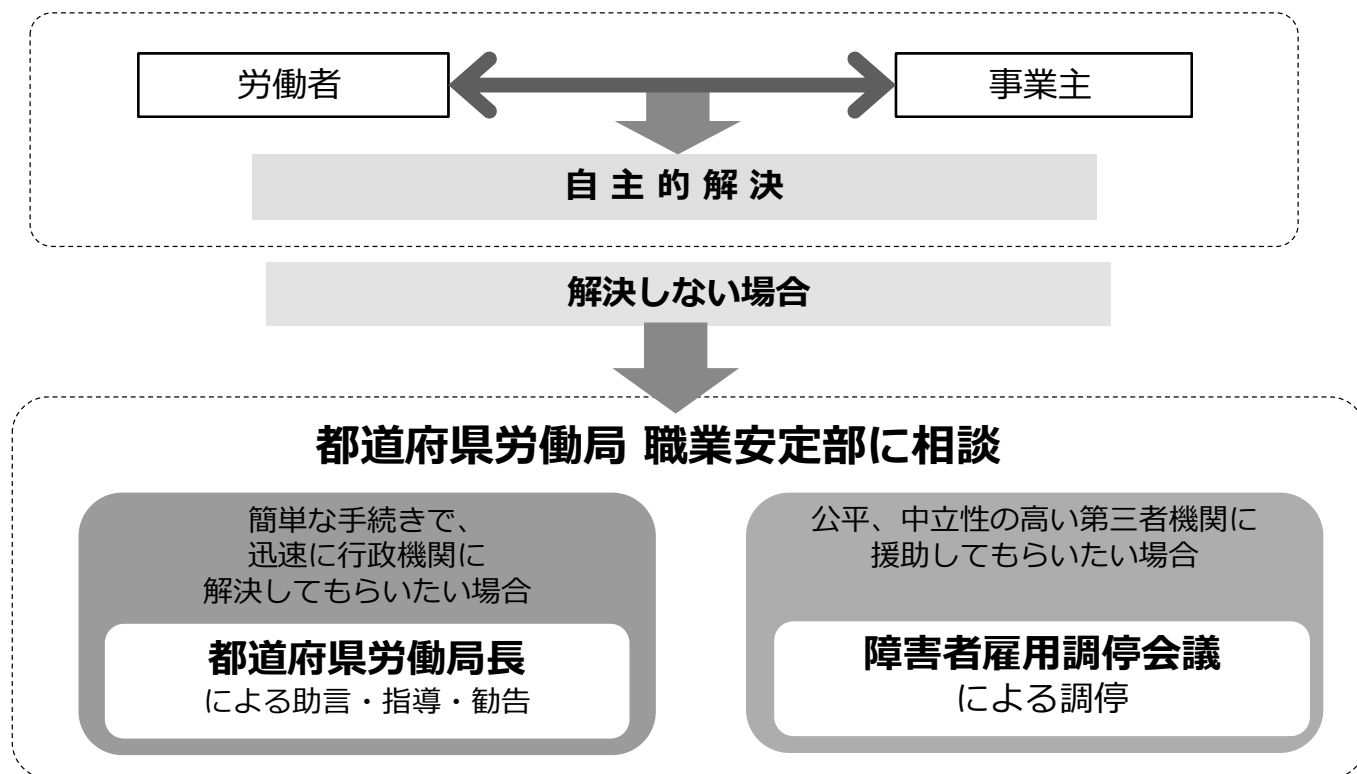 労働者
事業主
自主的解決
解決しない場合
都道府県労働局 職業安定部に相談
簡単な手続きで、
迅速に行政機関に
解決してもらいたい場合
都道府県労働局長
による助言・指導・勧告
公平、中立性の高い第三者機関に
援助してもらいたい場合
障害者雇用調停会議
による調停